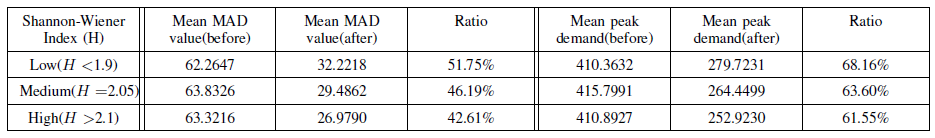 Shannon-Wiener Index (H) Mean MAD value(before) Mean MAD value(after) Ratio Mean peak demand(before) Mean peak demand(after) Ratio
Low(H <1.9) 62.2647 32.2218 51.75% 410.3632 279.7231 68.16%
Medium(H =2.05) 63.8326 29.4862 46.19% 415.7991 264.4499 63.60%
High(H >2.1) 63.3216 26.9790 42.61% 410.8927 252.9230 61.55%